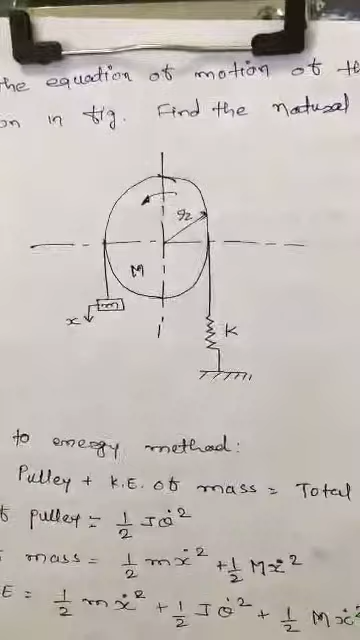 the equation of motion of the
on in fig. Find the natural
r
M
m
x
K
to energy method:
Pulley + K.E. of mass = Total
of pulley = 1/2 Jθ̇²
mass = 1/2 mẋ² + 1/2 Mẋ²
E = 1/2 mẋ² + 1/2 Jθ̇² + 1/2 Mẋ²